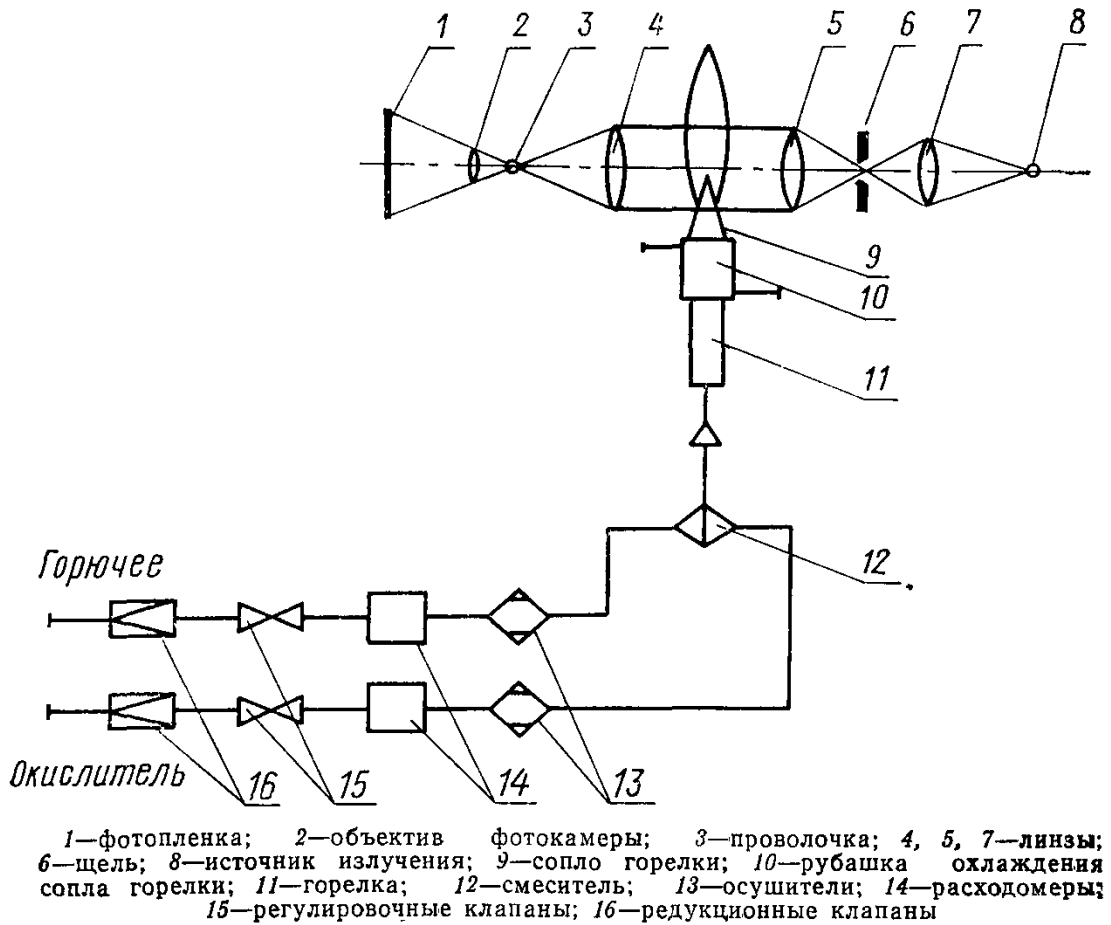 1 2 3 4 5 6 7 8
9
10
11
12
Горючее
Окислитель
16 15 14 13
1—фотопленка; 2—объектив фотокамеры; 3—проволочка; 4, 5, 7—линзы;
6—щель; 8—источник излучения; 9—сопло горелки; 10—рубашка охлаждения
сопла горелки; 11—горелка; 12—смеситель; 13—осушители; 14—расходомеры;
15—регулировочные клапаны; 16—редукционные клапаны